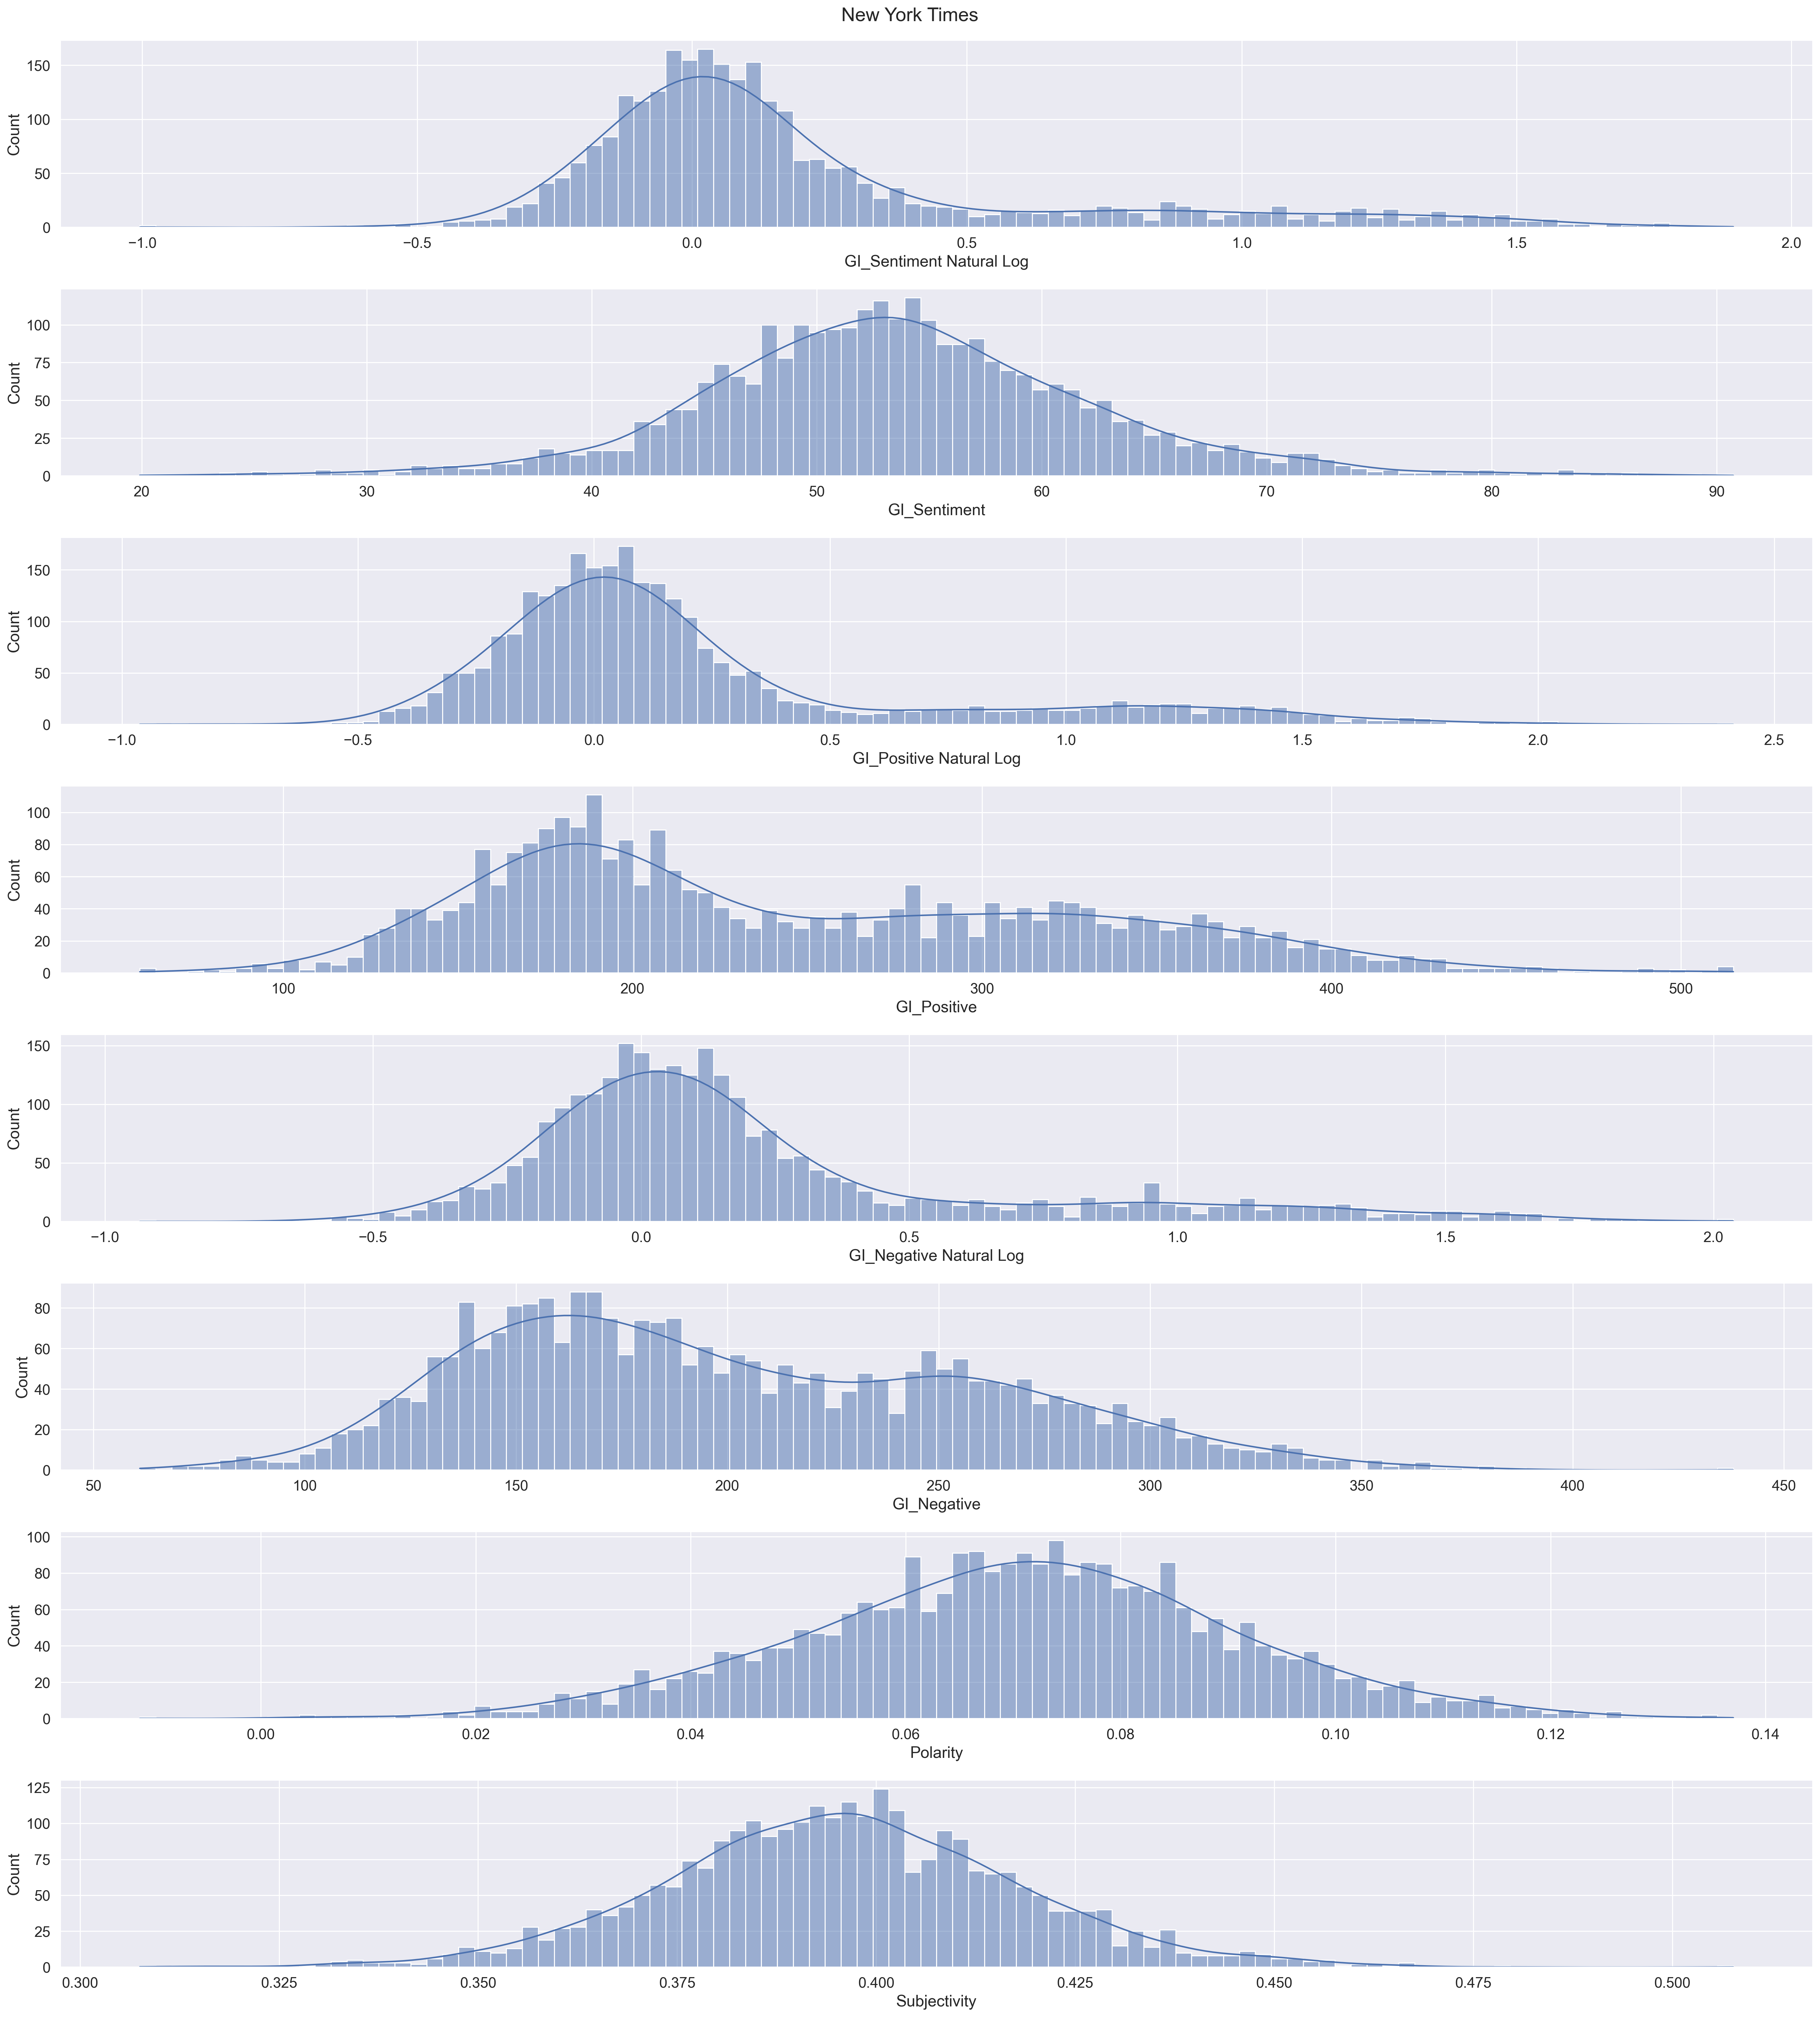 New York Times
150
100
50
0
Count
−1.0 −0.5 0.0 0.5 1.0 1.5 2.0
GI_Sentiment Natural Log
100
75
50
25
0
Count
20 30 40 50 60 70 80 90
GI_Sentiment
150
100
50
0
Count
−1.0 −0.5 0.0 0.5 1.0 1.5 2.0 2.5
GI_Positive Natural Log
100
80
60
40
20
0
Count
100 200 300 400 500
GI_Positive
150
100
50
0
Count
−1.0 −0.5 0.0 0.5 1.0 1.5 2.0
GI_Negative Natural Log
80
60
40
20
0
Count
50 100 150 200 250 300 350 400 450
GI_Negative
100
80
60
40
20
0
Count
0.00 0.02 0.04 0.06 0.08 0.10 0.12 0.14
Polarity
125
100
75
50
25
0
Count
0.300 0.325 0.350 0.375 0.400 0.425 0.450 0.475 0.500
Subjectivity